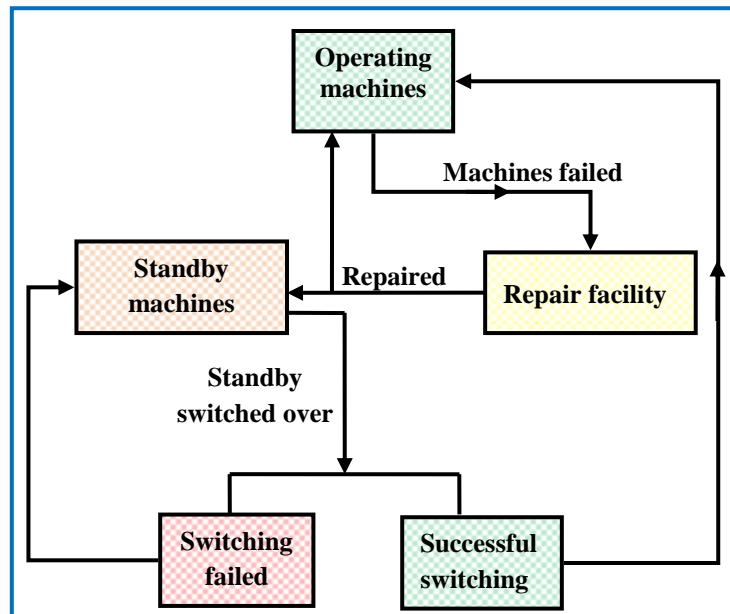 Operating
machines
Machines failed
Standby
machines
Repaired
Repair facility
Standby
switched over
Switching
failed
Successful
switching